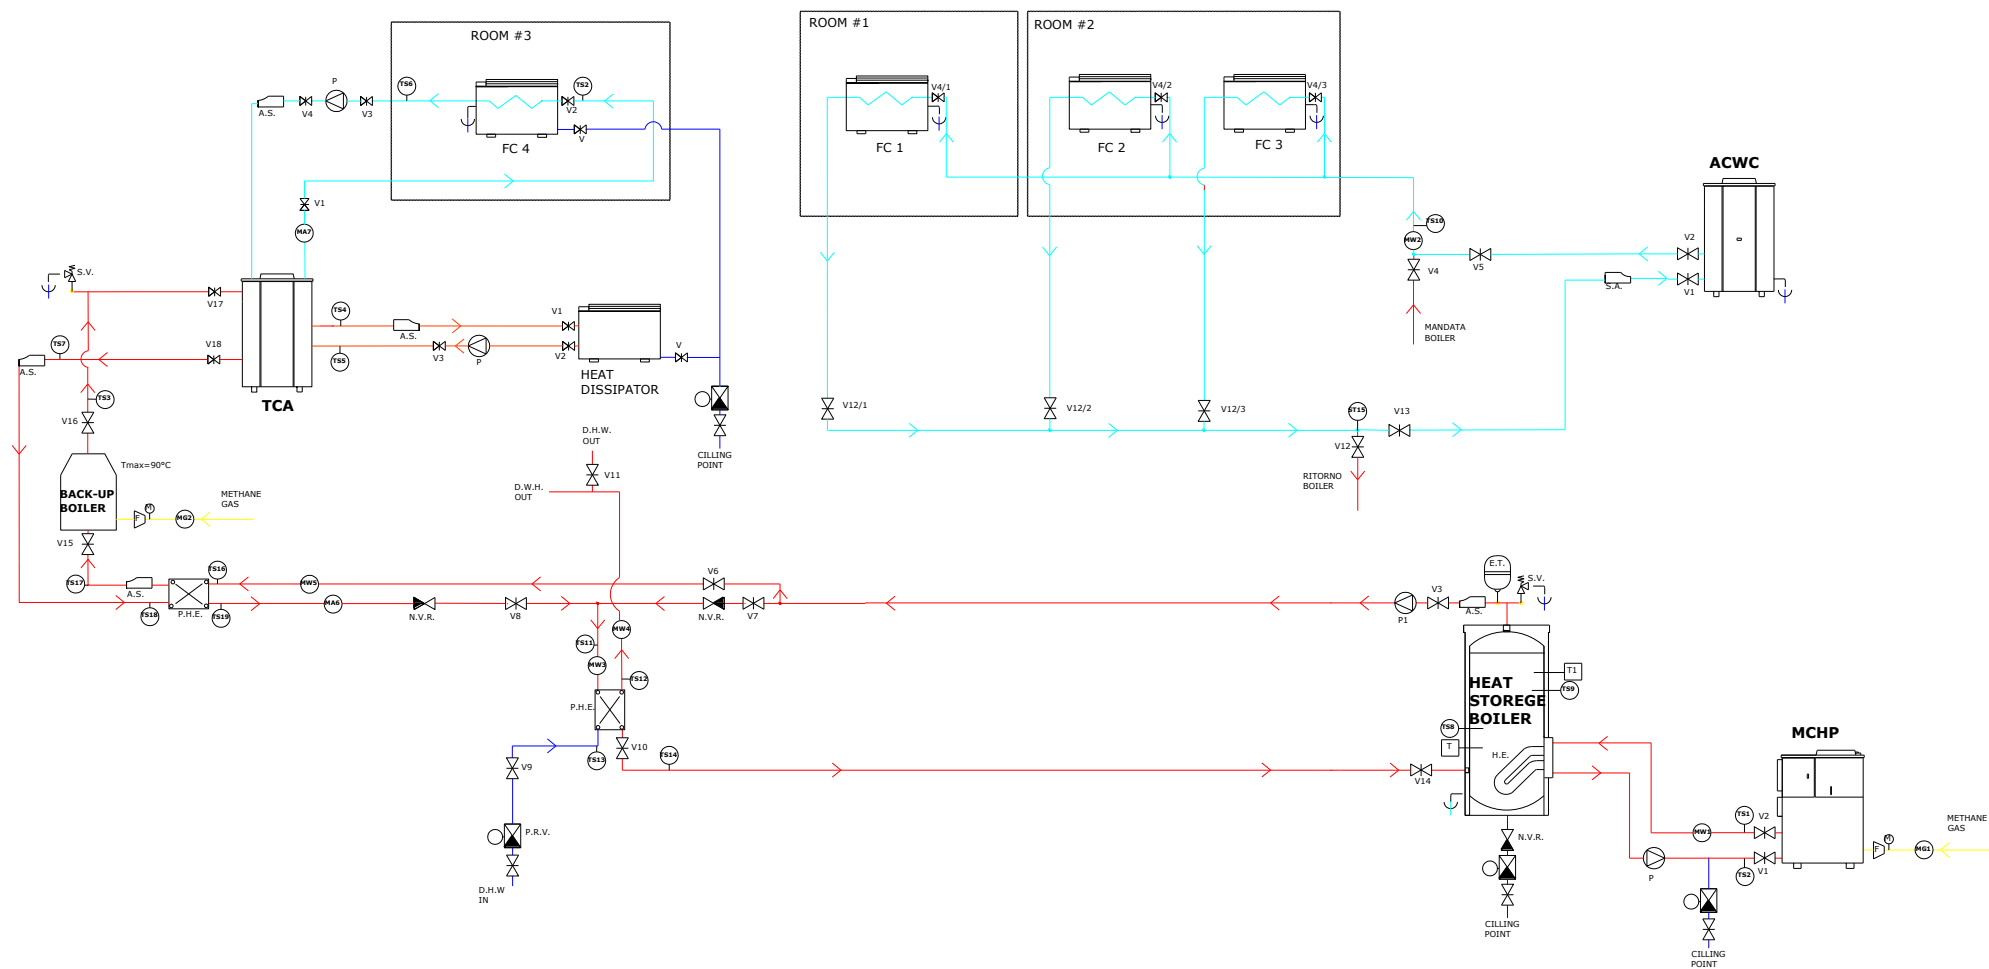 ROOM #3
ROOM #1
ROOM #2
P
TS6
TS2
A.S.
V4
V3
V2
V
FC 4
V4/1
FC 1
V4/2
FC 2
V4/3
FC 3
ACWC
V1
MA7
TS10
MW2
V4
V5
V2
V1
S.A.
MANDATA
BOILER
S.V.
V17
V18
TS7
A.S.
TCA
TS4
TS5
A.S.
V3
P
V1
V2
V
HEAT
DISSIPATOR
TS3
V16
Tmax=90°C
BACK-UP
BOILER
METHANE
GAS
F
M
MG2
V15
CILLING
POINT
D.H.W.
OUT
V11
D.W.H.
OUT
V12/1
V12/2
V12/3
ST15
V13
V12
RITORNO
BOILER
TS17
A.S.
TS16
TS18
P.H.E.
TS19
MW5
MA6
N.V.R.
V8
V6
N.V.R.
V7
MW4
TS11
MW3
TS12
P.H.E.
TS13
V10
TS14
V9
P.R.V.
D.H.W
IN
P1
V3
A.S.
E.T.
S.V.
T1
TS9
HEAT
STOREGE
BOILER
TS8
T
H.E.
V14
N.V.R.
CILLING
POINT
MCHP
TS1
V2
MW1
P
TS2
V1
F
M
MG1
METHANE
GAS
CILLING
POINT